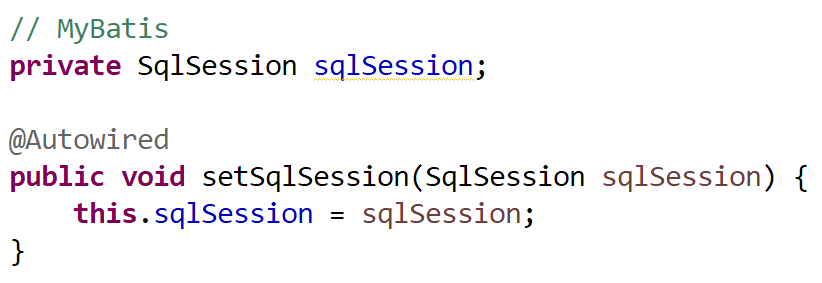 // MyBatis
private SqlSession sqlSession;
@Autowired
public void setSqlSession(SqlSession sqlSession) {
    this.sqlSession = sqlSession;
}